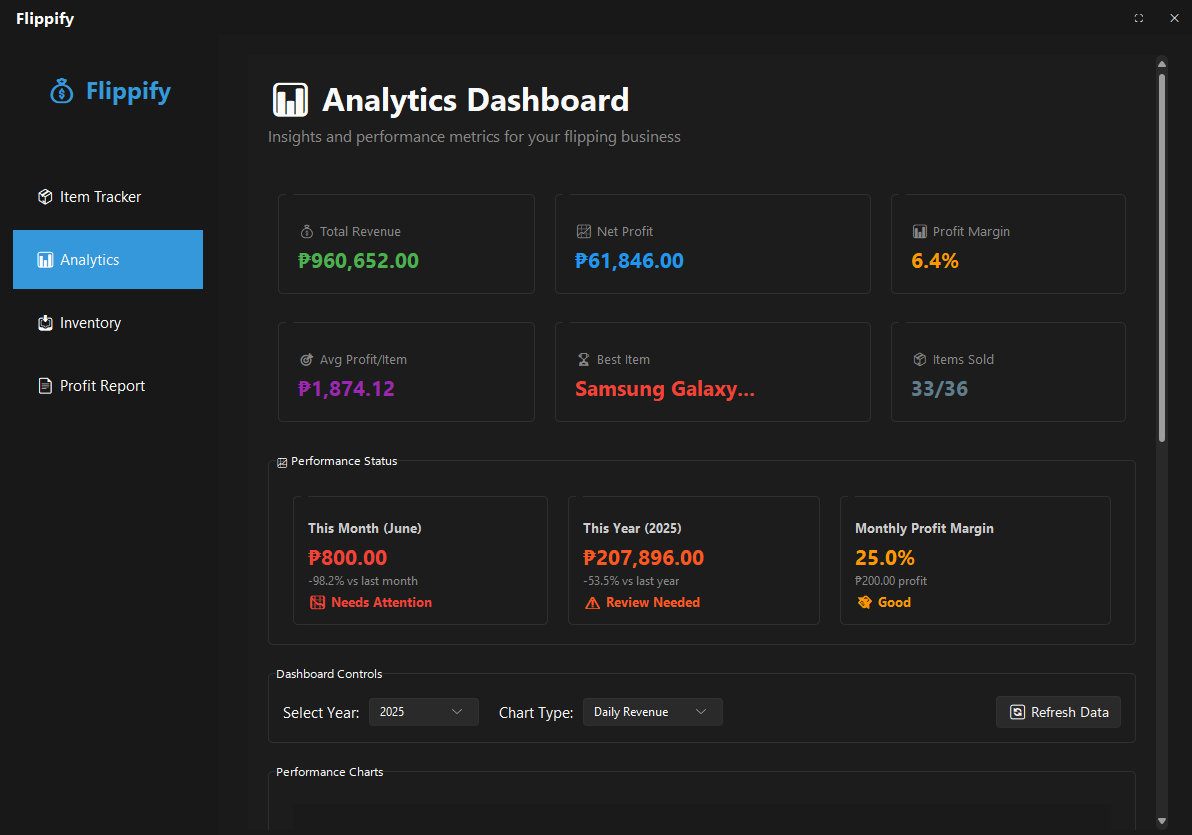 Flippify
Flippify
Item Tracker
Analytics
Inventory
Profit Report
Analytics Dashboard
Insights and performance metrics for your flipping business
Total Revenue
₱960,652.00
Net Profit
₱61,846.00
Profit Margin
6.4%
Avg Profit/Item
₱1,874.12
Best Item
Samsung Galaxy...
Items Sold
33/36
Performance Status
This Month (June)
₱800.00
-98.2% vs last month
Needs Attention
This Year (2025)
₱207,896.00
-53.5% vs last year
Review Needed
Monthly Profit Margin
25.0%
₱200.00 profit
Good
Dashboard Controls
Select Year: 2025 Chart Type: Daily Revenue Refresh Data
Performance Charts